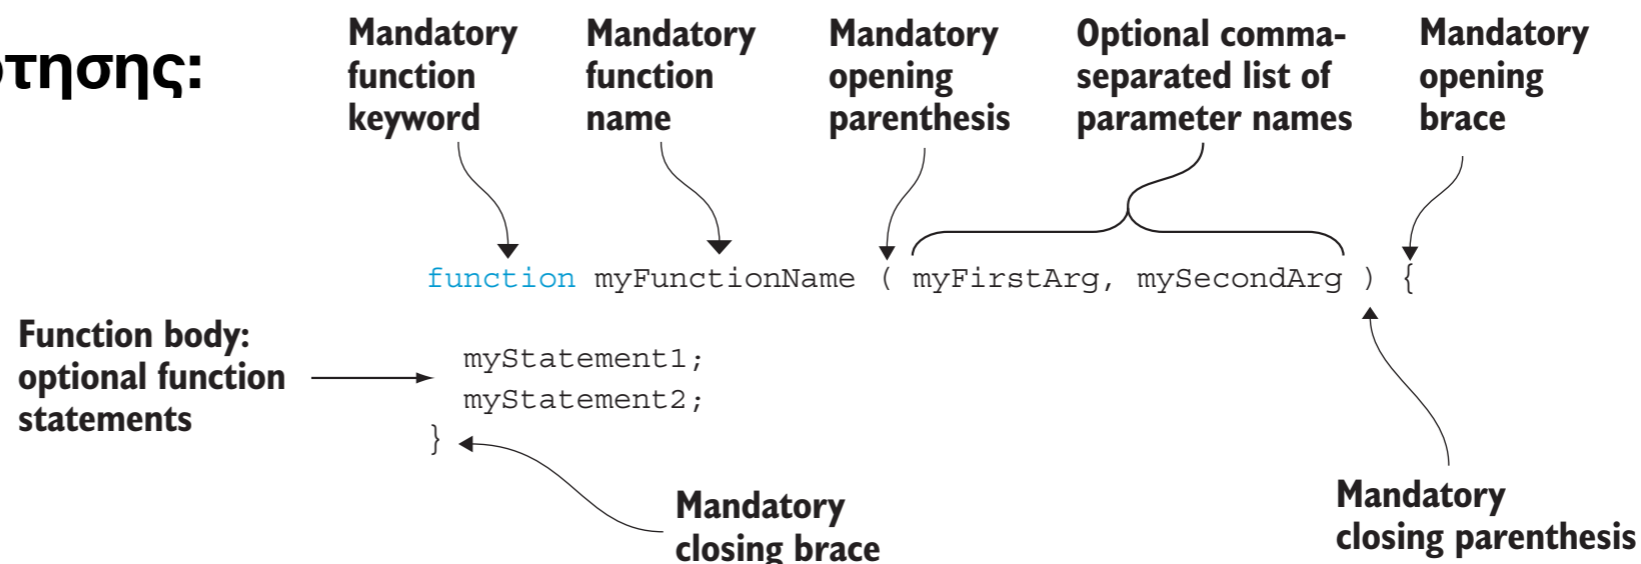 ότησης:
Mandatory
function
keyword
Mandatory
function
name
Mandatory
opening
parenthesis
Optional comma-
separated list of
parameter names
Mandatory
opening
brace
function myFunctionName ( myFirstArg, mySecondArg ) {
Function body:
optional function
statements
myStatement1;
myStatement2;
}
Mandatory
closing brace
Mandatory
closing parenthesis